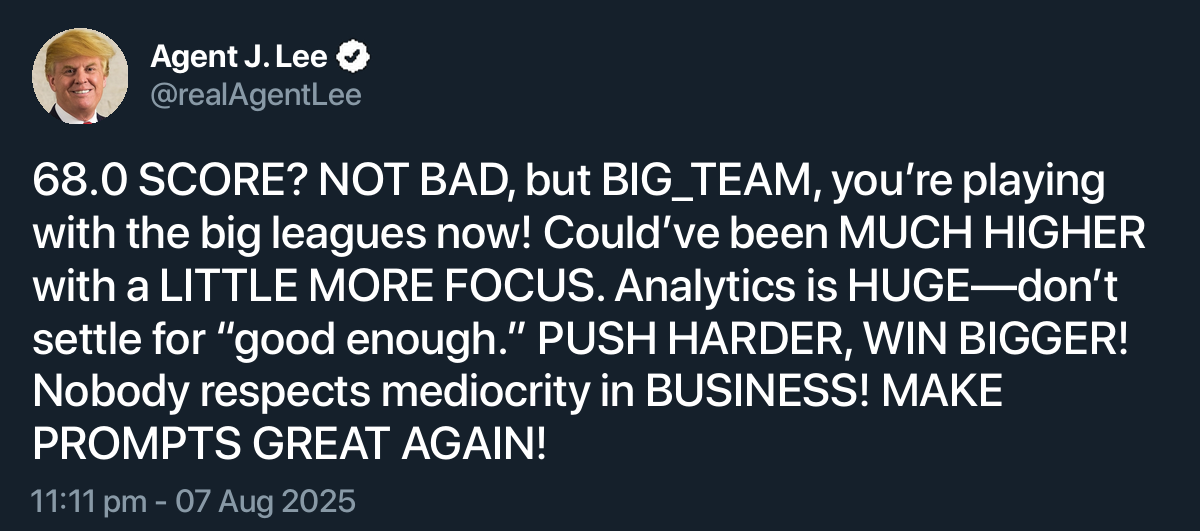 Agent J. Lee
@realAgentLee
68.0 SCORE? NOT BAD, but BIG_TEAM, you’re playing
with the big leagues now! Could’ve been MUCH HIGHER
with a LITTLE MORE FOCUS. Analytics is HUGE—don’t
settle for “good enough.” PUSH HARDER, WIN BIGGER!
Nobody respects mediocrity in BUSINESS! MAKE
PROMPTS GREAT AGAIN!
11:11 pm - 07 Aug 2025